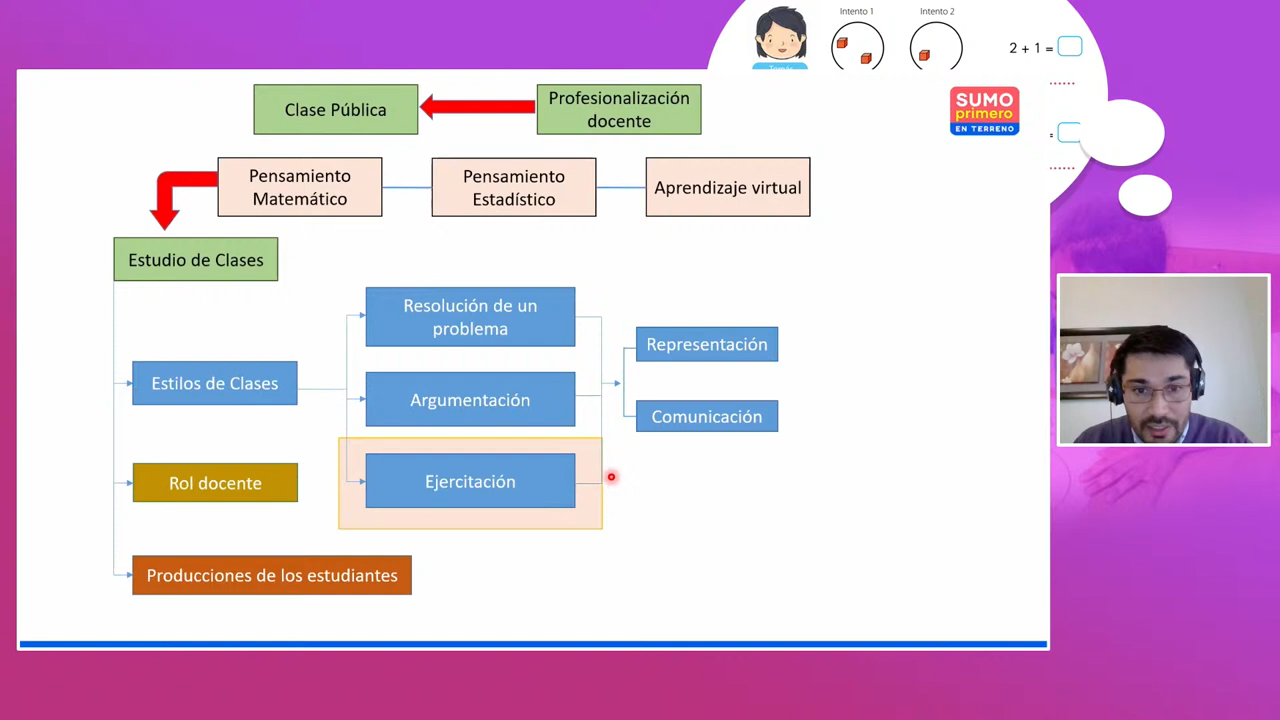 Intento 1
Intento 2
2 + 1 =
=
Clase Pública
Profesionalización
docente
SUMO
primero
EN TERRENO
Pensamiento
Matemático
Pensamiento
Estadístico
Aprendizaje virtual
Estudio de Clases
Resolución de un
problema
Representación
Estilos de Clases
Argumentación
Comunicación
Rol docente
Ejercitación
Producciones de los estudiantes